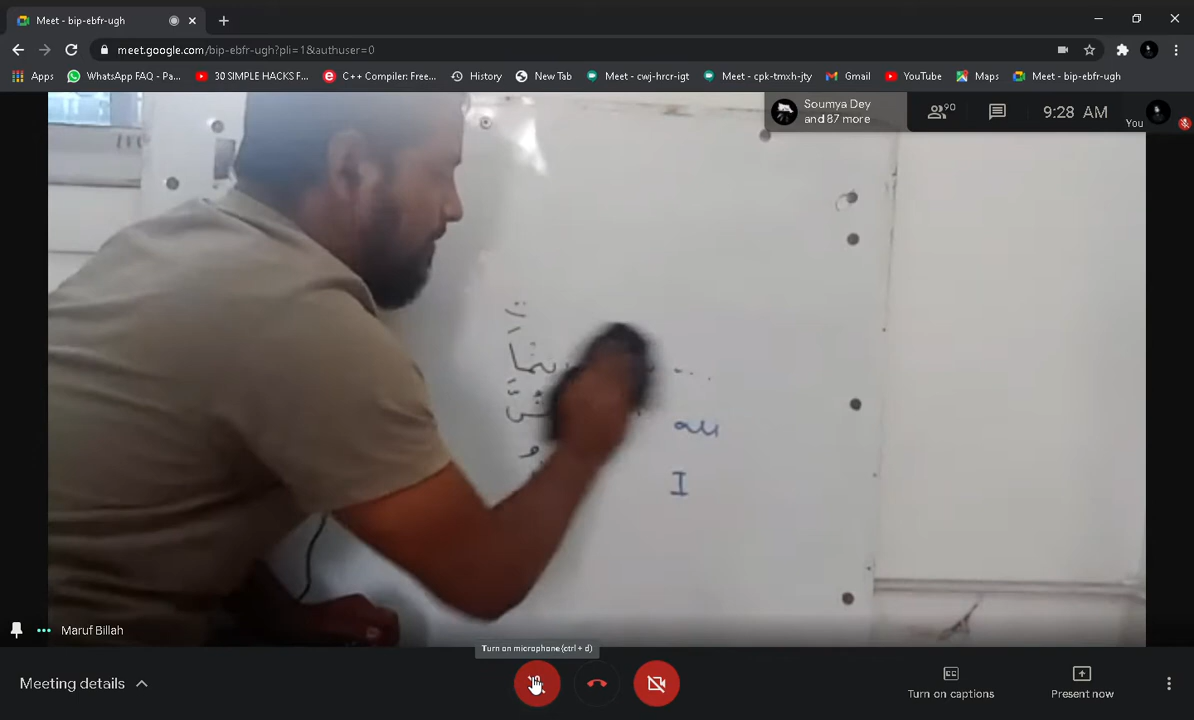 Meet - bip-ebfr-ugh
meet.google.com/bip-ebfr-ugh?pli=1&authuser=0
Apps WhatsApp FAQ - Pa... 30 SIMPLE HACKS F... C++ Compiler: Free... History New Tab Meet - cwj-hrcr-igt Meet - cpk-tmxh-jty Gmail YouTube Maps Meet - bip-ebfr-ugh
Soumya Dey
and 87 more
90
9:28 AM
You
au
I
Maruf Billah
Turn on microphone (ctrl + d)
Meeting details
Turn on captions
Present now